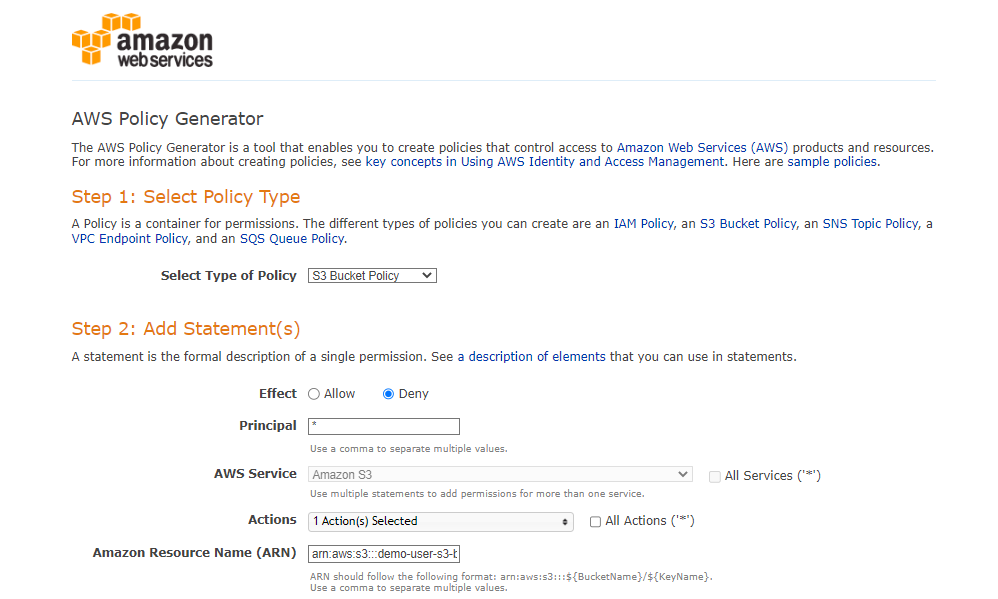 amazon
webservices
AWS Policy Generator
The AWS Policy Generator is a tool that enables you to create policies that control access to Amazon Web Services (AWS) products and resources.
For more information about creating policies, see key concepts in Using AWS Identity and Access Management. Here are sample policies.
Step 1: Select Policy Type
A Policy is a container for permissions. The different types of policies you can create are an IAM Policy, an S3 Bucket Policy, an SNS Topic Policy, a
VPC Endpoint Policy, and an SQS Queue Policy.
Select Type of Policy S3 Bucket Policy
Step 2: Add Statement(s)
A statement is the formal description of a single permission. See a description of elements that you can use in statements.
Effect Allow Deny
Principal *
Use a comma to separate multiple values.
AWS Service Amazon S3 All Services ('*')
Use multiple statements to add permissions for more than one service.
Actions 1 Action(s) Selected All Actions ('*')
Amazon Resource Name (ARN) arn:aws:s3:::demo-user-s3-b
ARN should follow the following format: arn:aws:s3:::${BucketName}/${KeyName}.
Use a comma to separate multiple values.